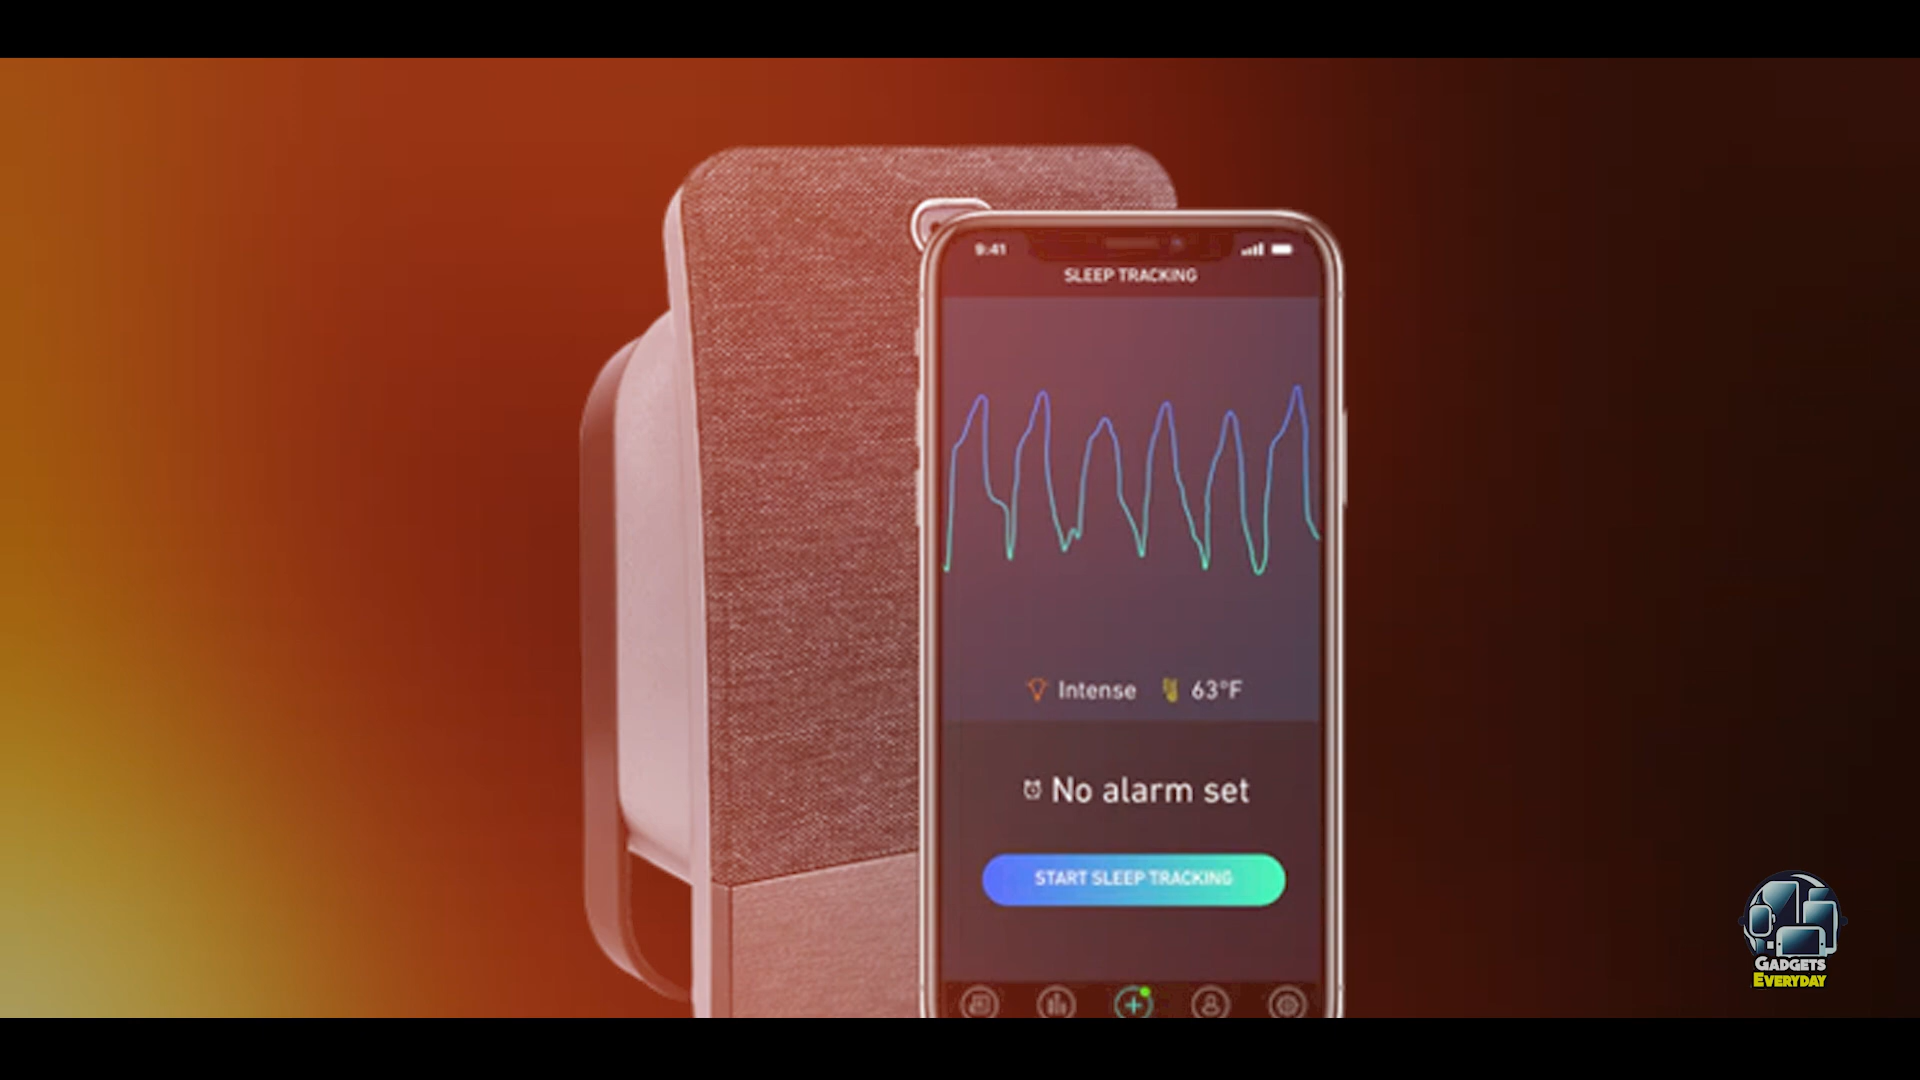 9:41
SLEEP TRACKING
Intense 63°F
No alarm set
START SLEEP TRACKING
GADGETS
EVERYDAY